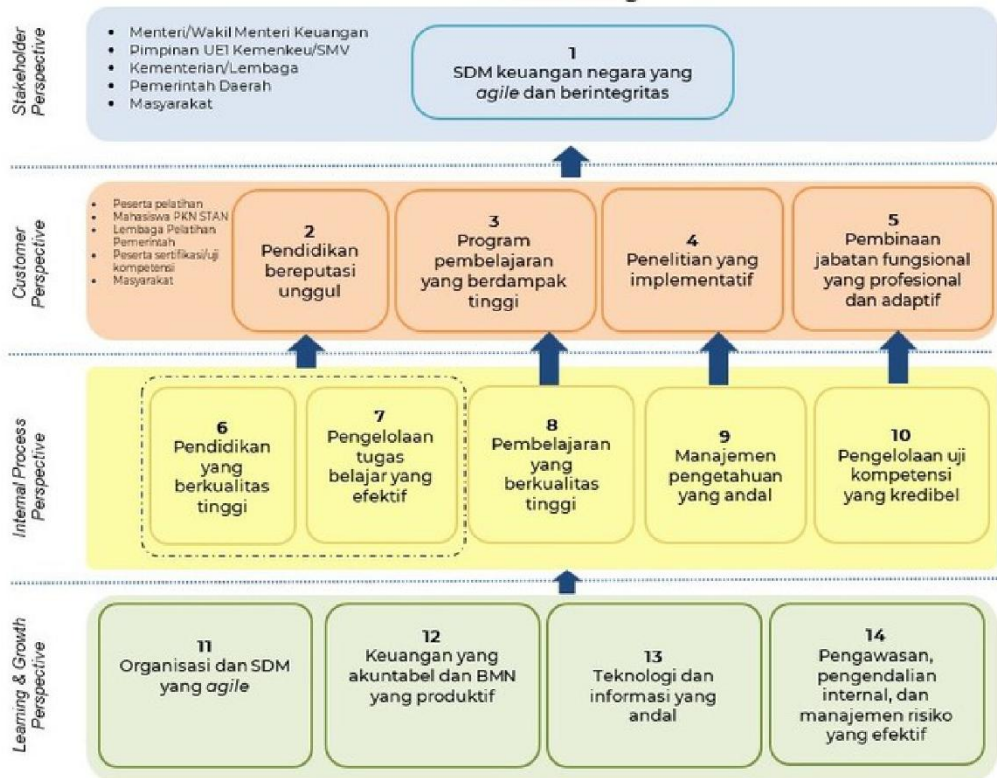 Stakeholder
Perspective
• Menteri/Wakil Menteri Keuangan
• Pimpinan UE1 Kemenkeu/SMV
• Kementerian/Lembaga
• Pemerintah Daerah
• Masyarakat
1
SDM keuangan negara yang
agile dan berintegritas
Customer
Perspective
• Peserta pelatihan
• Mahasiswa PKN STAN
• Lembaga Pelatihan
Pemerintah
• Peserta sertifikasi/uji
kompetensi
• Masyarakat
2
Pendidikan
bereputasi
unggul
3
Program
pembelajaran
yang berdampak
tinggi
4
Penelitian yang
implementatif
5
Pembinaan
jabatan fungsional
yang profesional
dan adaptif
Internal Process
Perspective
6
Pendidikan
yang
berkualitas
tinggi
7
Pengelolaan
tugas
belajar yang
efektif
8
Pembelajaran
yang
berkualitas
tinggi
9
Manajemen
pengetahuan
yang andal
10
Pengelolaan uji
kompetensi
yang kredibel
Learning & Growth
Perspective
11
Organisasi dan SDM
yang agile
12
Keuangan yang
akuntabel dan BMN
yang produktif
13
Teknologi dan
informasi yang
andal
14
Pengawasan,
pengendalian
internal, dan
manajemen risiko
yang efektif